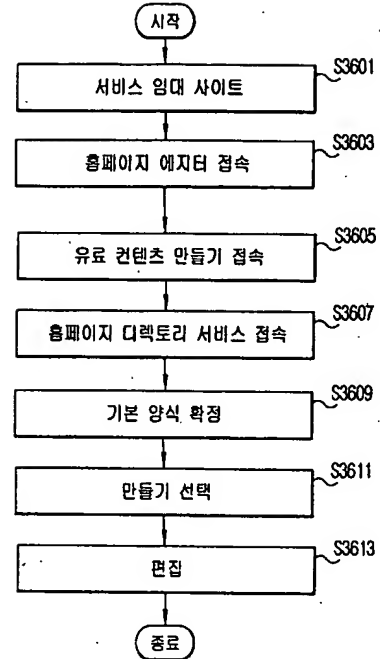 시작
S3601
서비스 임대 사이트
S3603
홈페이지 에지터 접속
S3605
유료 컨텐츠 만들기 접속
S3607
홈페이지 디렉토리 서비스 접속
S3609
기본 양식 확정
S3611
만들기 선택
S3613
편집
종료